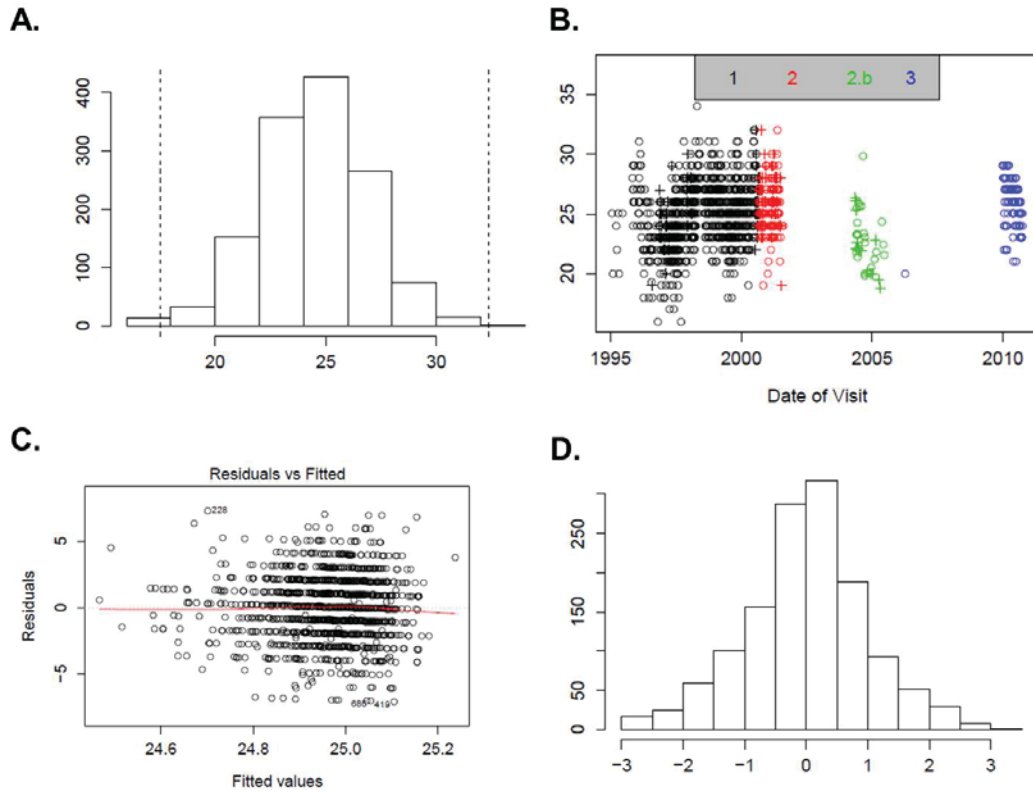 A.
0 100 200 300 400
20 25 30
B.
1 2 2.b 3
20 25 30 35
1995 2000 2005 2010
Date of Visit
C.
Residuals vs Fitted
228
685 419
Residuals
-5 0 5
24.6 24.8 25.0 25.2
Fitted values
D.
0 50 150 250
-3 -2 -1 0 1 2 3